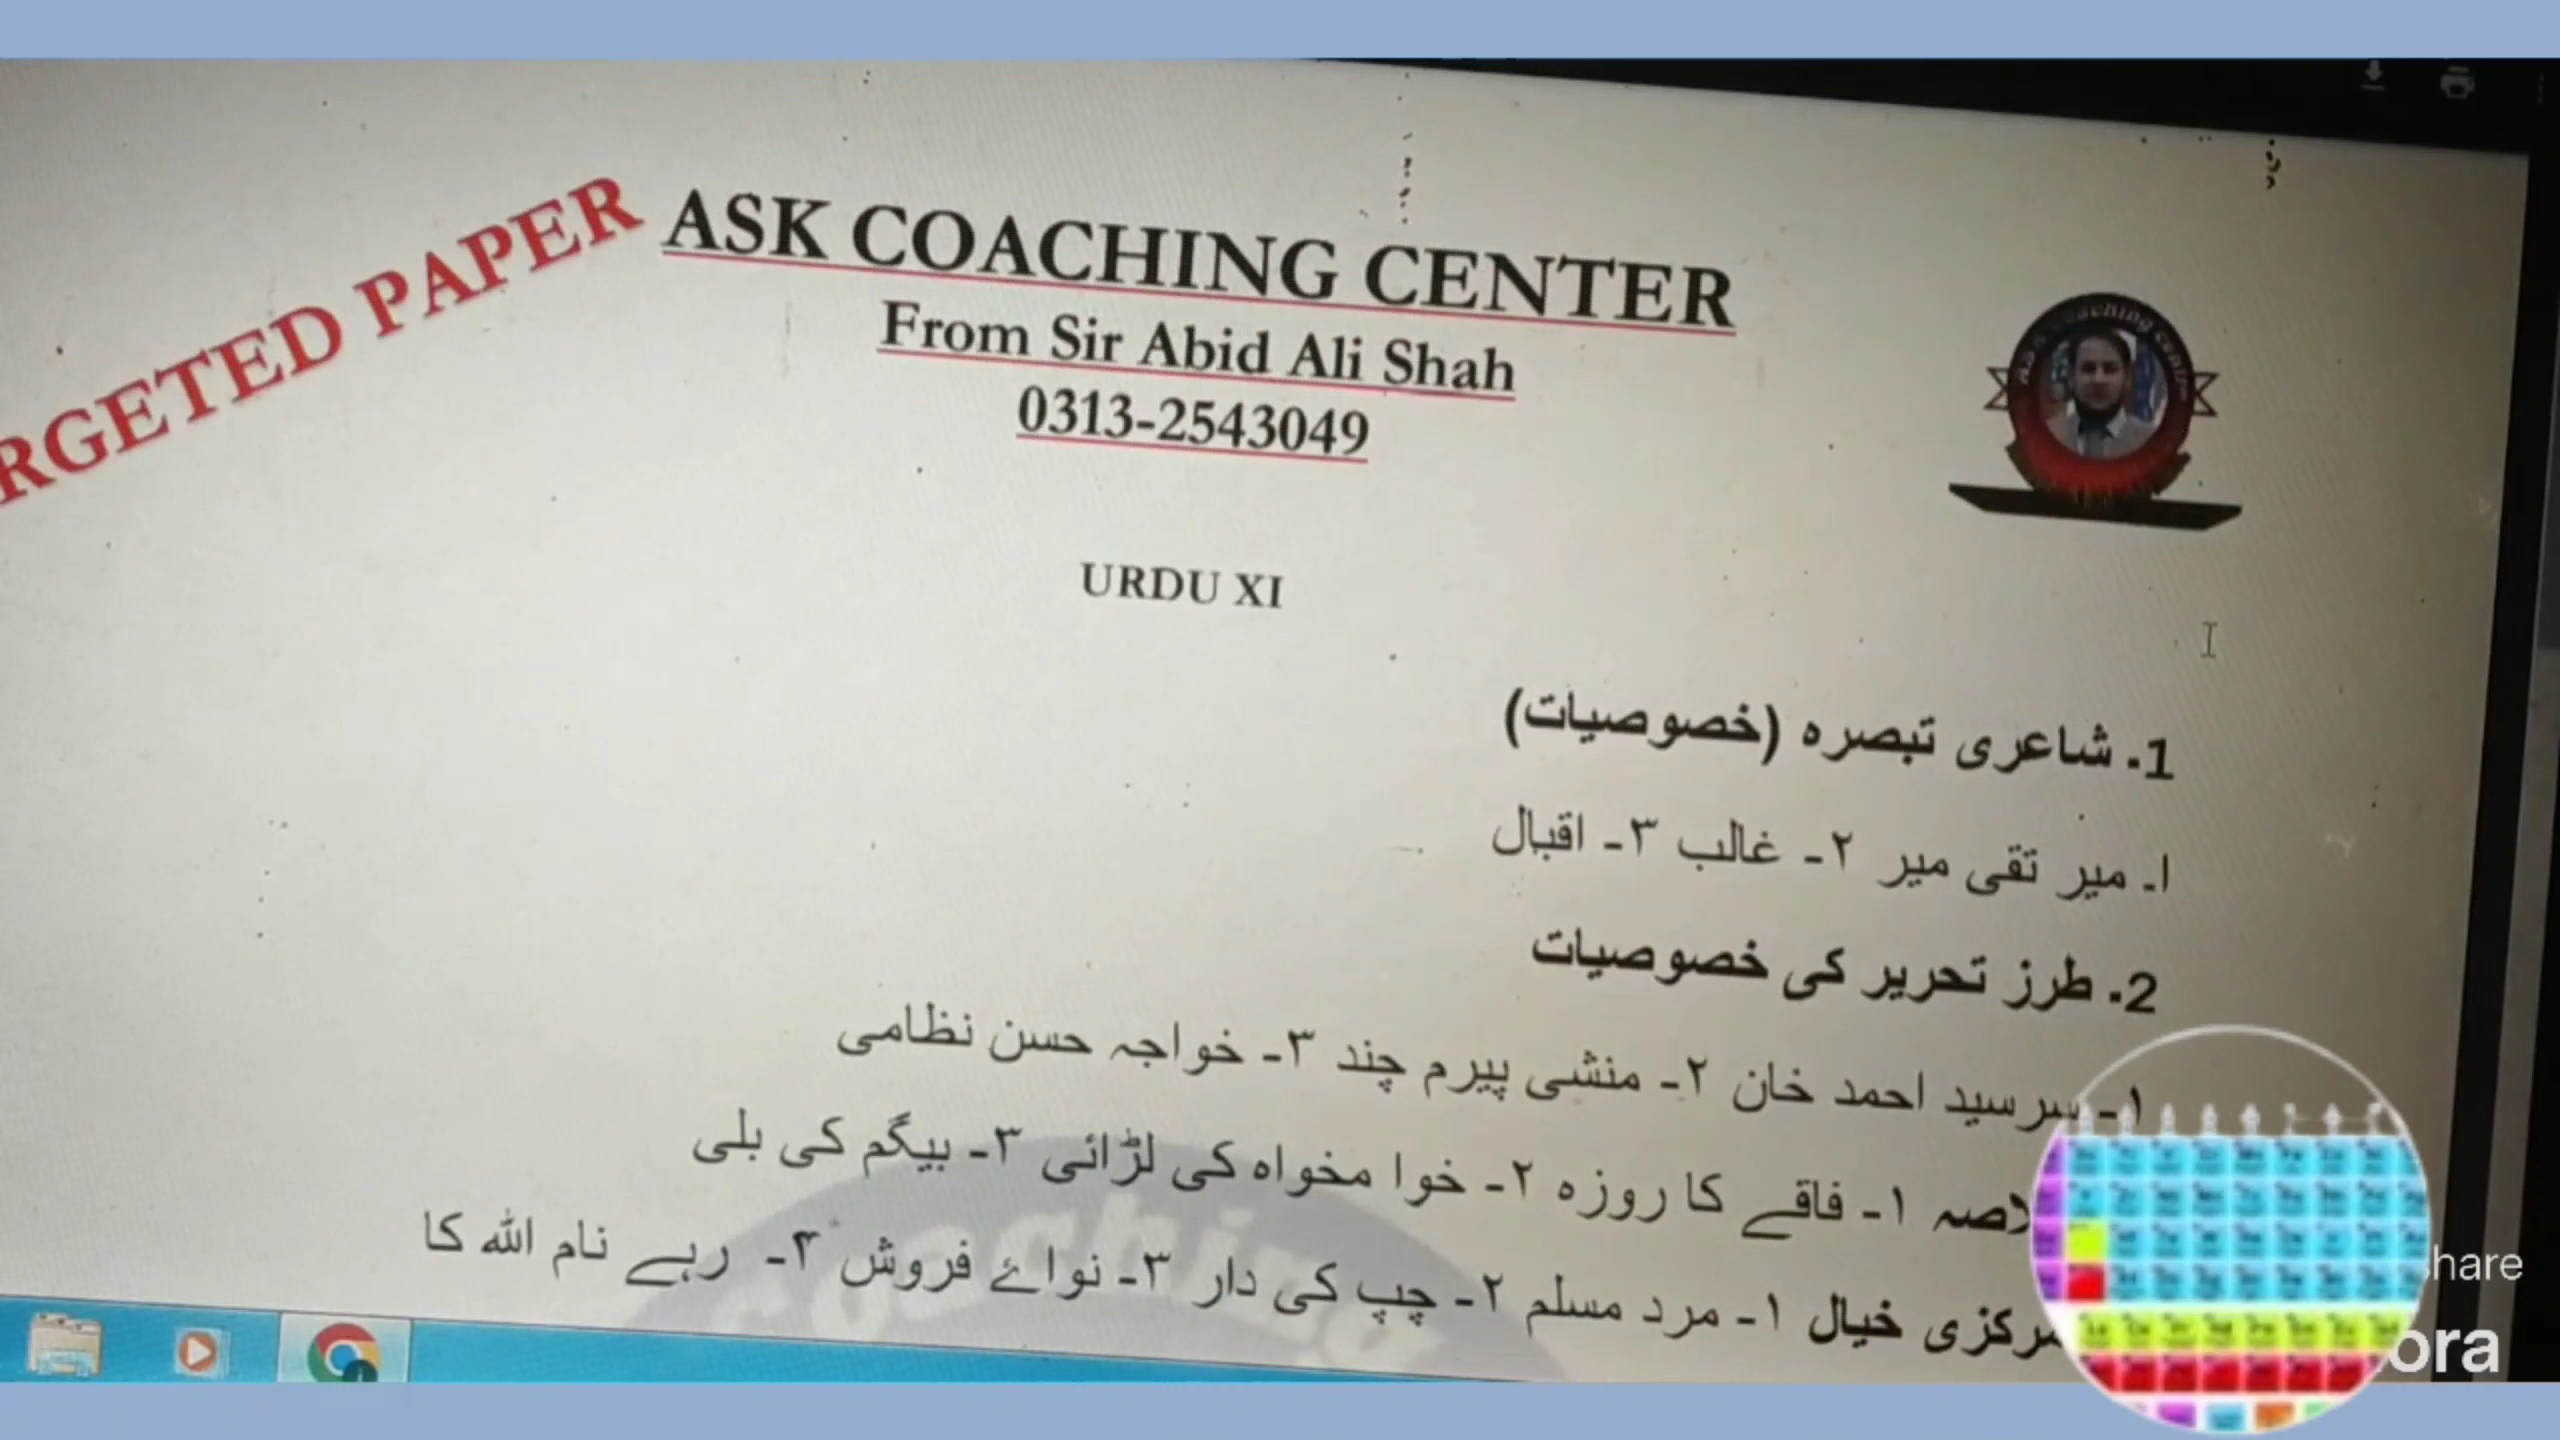 RGETED PAPER
ASK COACHING CENTER
From Sir Abid Ali Shah
0313-2543049
URDU XI
1. شاعری تبصرہ (خصوصیات)
ا۔ میر تقی میر ۲۔ غالب ۳۔ اقبال
2. طرز تحریر کی خصوصیات
۱۔ سرسید احمد خان ۲۔ منشی پیرم چند ۳۔ خواجہ حسن نظامی
لاصہ ۱۔ فاقے کا روزہ ۲۔ خوا مخواہ کی لڑائی ۳۔ بیگم کی بلی
مرکزی خیال ۱۔ مرد مسلم ۲۔ چپ کی دار ۳۔ نوائے فروش ۴۔ رہے نام اللہ کا
coaching
share
ora